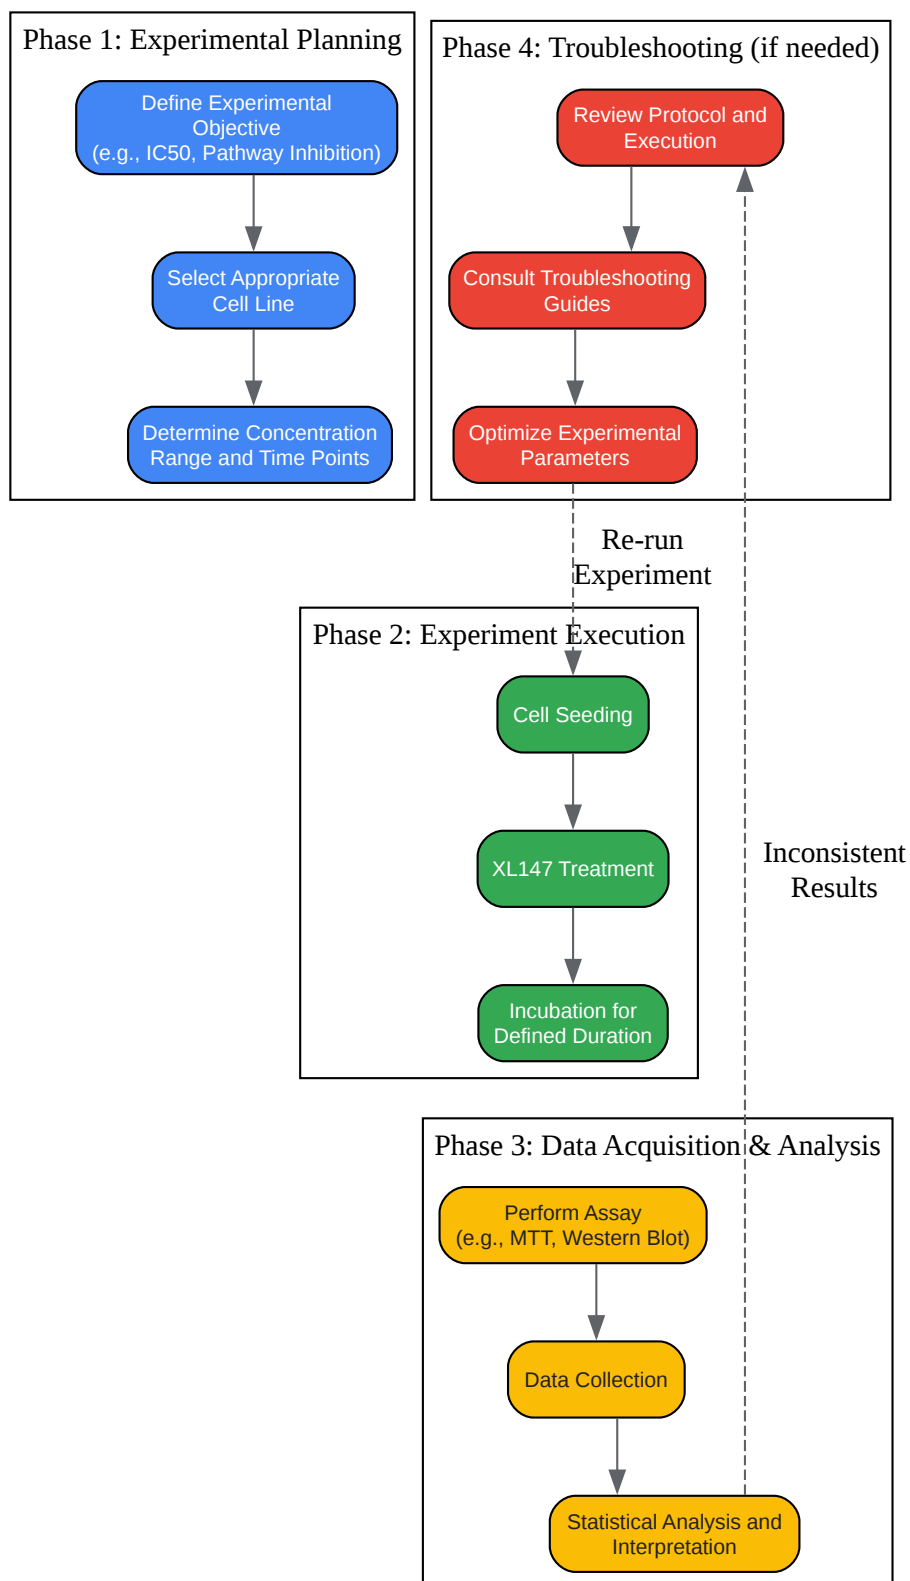 Phase 1: Experimental Planning
Define Experimental
Objective
(e.g., IC50, Pathway Inhibition)
Select Appropriate
Cell Line
Determine Concentration
Range and Time Points
Phase 4: Troubleshooting (if needed)
Review Protocol and
Execution
Consult Troubleshooting
Guides
Optimize Experimental
Parameters
Re-run
Experiment
Phase 2: Experiment Execution
Cell Seeding
XL147 Treatment
Incubation for
Defined Duration
Inconsistent
Results
Phase 3: Data Acquisition & Analysis
Perform Assay
(e.g., MTT, Western Blot)
Data Collection
Statistical Analysis and
Interpretation